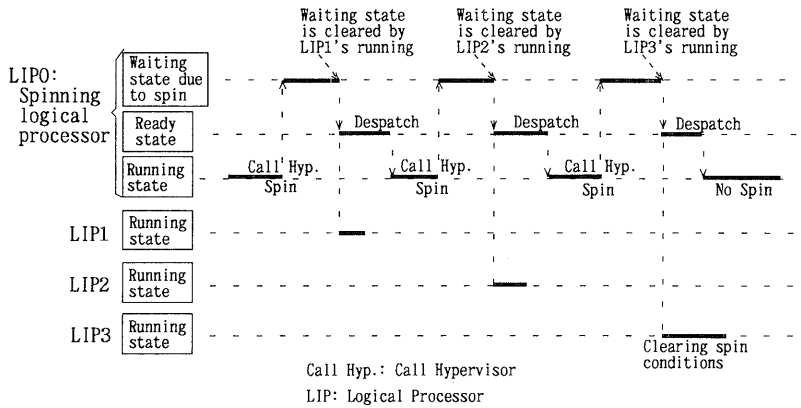 Waiting state
is cleared by
LIP1's running
Waiting state
is cleared by
LIP2's running
Waiting state
is cleared by
LIP3's running
LIP0:
Spinning
logical
processor
Waiting
state due
to spin
Ready
state
Despatch
Despatch
Despatch
Running
state
Call Hyp.
Spin
Call Hyp.
Spin
Call Hyp.
Spin
No Spin
LIP1
Running
state
LIP2
Running
state
LIP3
Running
state
Clearing spin
conditions
Call Hyp.: Call Hypervisor
LIP: Logical Processor